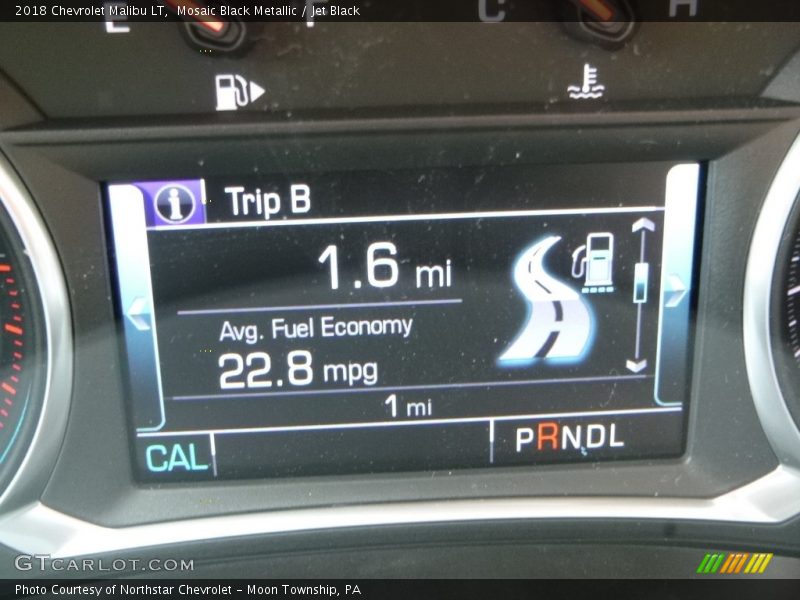 2018 Chevrolet Malibu LT,  Mosaic Black Metallic / Jet Black
E F C H
i Trip B
1.6 mi
Avg. Fuel Economy
22.8 mpg
1 mi
CAL PRNDL
GTCARLOT.COM
Photo Courtesy of Northstar Chevrolet - Moon Township, PA